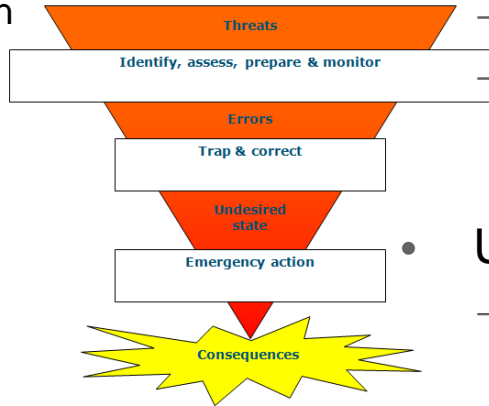 Threats
Identify, assess, prepare & monitor
Errors
Trap & correct
Undesired
state
Emergency action
Consequences